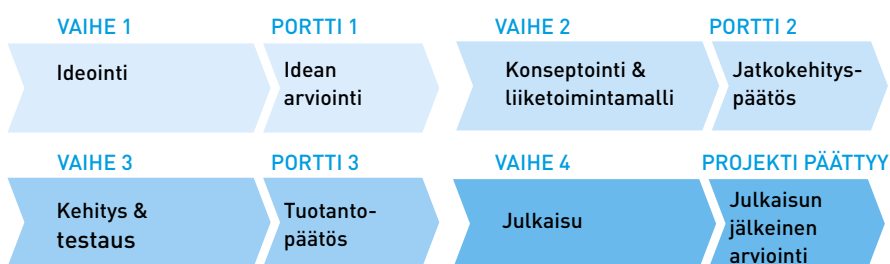 VAIHE 1
Ideointi
PORTTI 1
Idean
arviointi
VAIHE 2
Konseptointi &
liiketoimintamalli
PORTTI 2
Jatkokehitys-
päätös
VAIHE 3
Kehitys &
testaus
PORTTI 3
Tuotanto-
päätös
VAIHE 4
Julkaisu
PROJEKTI PÄÄTTYY
Julkaisun
jälkeinen
arviointi